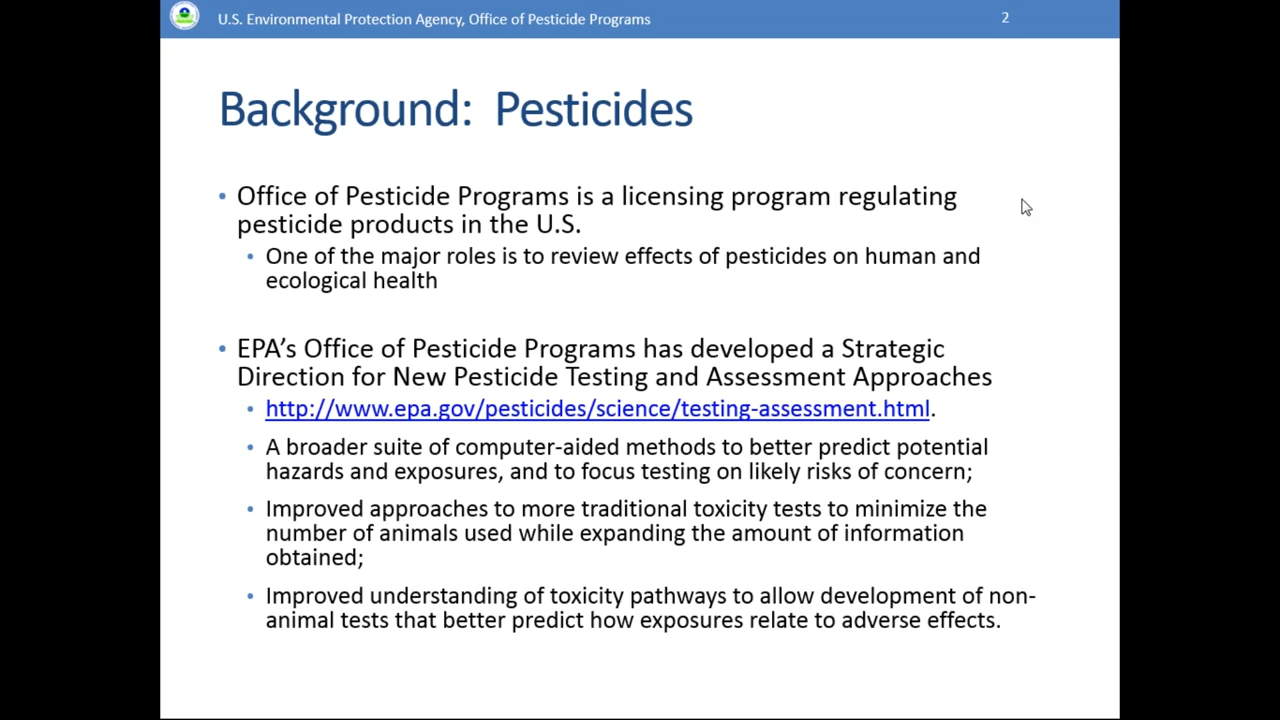 U.S. Environmental Protection Agency, Office of Pesticide Programs
2
Background: Pesticides
• Office of Pesticide Programs is a licensing program regulating
pesticide products in the U.S.
• One of the major roles is to review effects of pesticides on human and
ecological health
• EPA’s Office of Pesticide Programs has developed a Strategic
Direction for New Pesticide Testing and Assessment Approaches
• http://www.epa.gov/pesticides/science/testing-assessment.html.
• A broader suite of computer-aided methods to better predict potential
hazards and exposures, and to focus testing on likely risks of concern;
• Improved approaches to more traditional toxicity tests to minimize the
number of animals used while expanding the amount of information
obtained;
• Improved understanding of toxicity pathways to allow development of non-
animal tests that better predict how exposures relate to adverse effects.